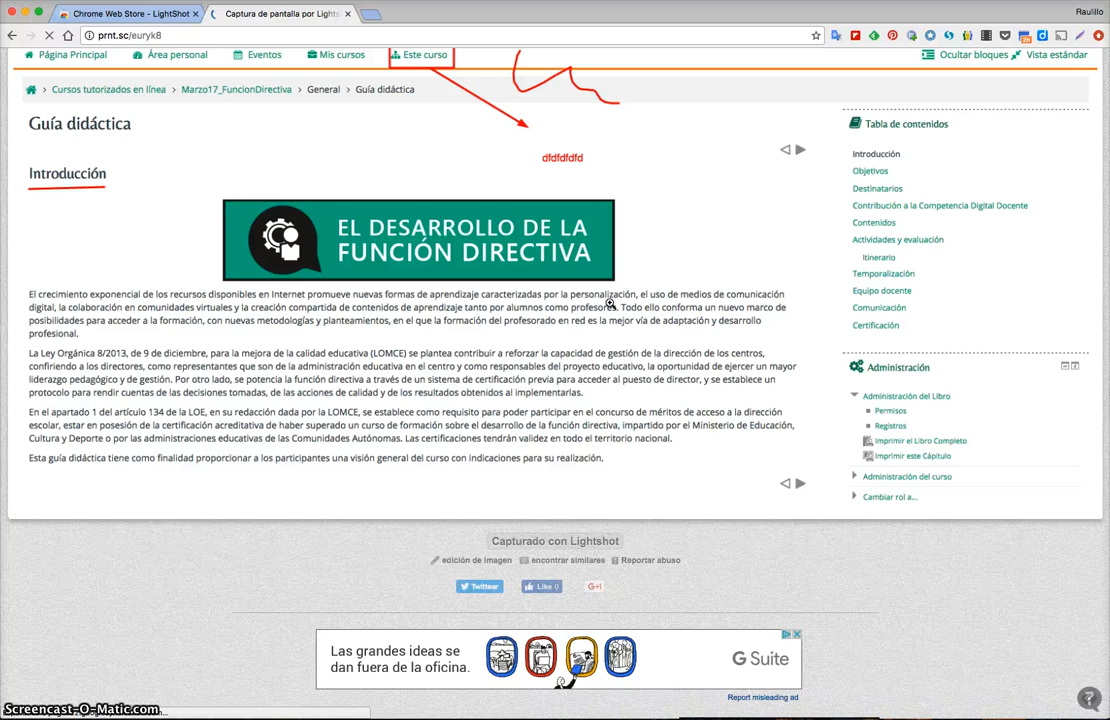 Chrome Web Store - LightShot
Captura de pantalla por Lights
Raulillo
prnt.sc/euryk8
Página Principal
Área personal
Eventos
Mis cursos
Este curso
Ocultar bloques
Vista estándar
Cursos tutorizados en línea > Marzo17_FuncionDirectiva > General > Guía didáctica
Guía didáctica
dfdfdfdfd
Introducción
EL DESARROLLO DE LA
FUNCIÓN DIRECTIVA
El crecimiento exponencial de los recursos disponibles en Internet promueve nuevas formas de aprendizaje caracterizadas por la personalización, el uso de medios de comunicación
digital, la colaboración en comunidades virtuales y la creación compartida de contenidos de aprendizaje tanto por alumnos como profesores. Todo ello conforma un nuevo marco de
posibilidades para acceder a la formación, con nuevas metodologías y planteamientos, en el que la formación del profesorado en red es la mejor vía de adaptación y desarrollo
profesional.
La Ley Orgánica 8/2013, de 9 de diciembre, para la mejora de la calidad educativa (LOMCE) se plantea contribuir a reforzar la capacidad de gestión de la dirección de los centros,
confiriendo a los directores, como representantes que son de la administración educativa en el centro y como responsables del proyecto educativo, la oportunidad de ejercer un mayor
liderazgo pedagógico y de gestión. Por otro lado, se potencia la función directiva a través de un sistema de certificación previa para acceder al puesto de director, y se establece un
protocolo para rendir cuentas de las decisiones tomadas, de las acciones de calidad y de los resultados obtenidos al implementarlas.
En el apartado 1 del artículo 134 de la LOE, en su redacción dada por la LOMCE, se establece como requisito para poder participar en el concurso de méritos de acceso a la dirección
escolar, estar en posesión de la certificación acreditativa de haber superado un curso de formación sobre el desarrollo de la función directiva, impartido por el Ministerio de Educación,
Cultura y Deporte o por las administraciones educativas de las Comunidades Autónomas. Las certificaciones tendrán validez en todo el territorio nacional.
Esta guía didáctica tiene como finalidad proporcionar a los participantes una visión general del curso con indicaciones para su realización.
Tabla de contenidos
Introducción
Objetivos
Destinatarios
Contribución a la Competencia Digital Docente
Contenidos
Actividades y evaluación
Itinerario
Temporalización
Equipo docente
Comunicación
Certificación
Administración
Administración del Libro
Permisos
Registros
Imprimir el Libro Completo
Imprimir este Capítulo
Administración del curso
Cambiar rol a...
Capturado con Lightshot
edición de imagen
encontrar similares
Reportar abuso
Twittear
Like 0
G+1
Las grandes ideas se
dan fuera de la oficina.
G Suite
Report misleading ad
Screencast-O-Matic.com